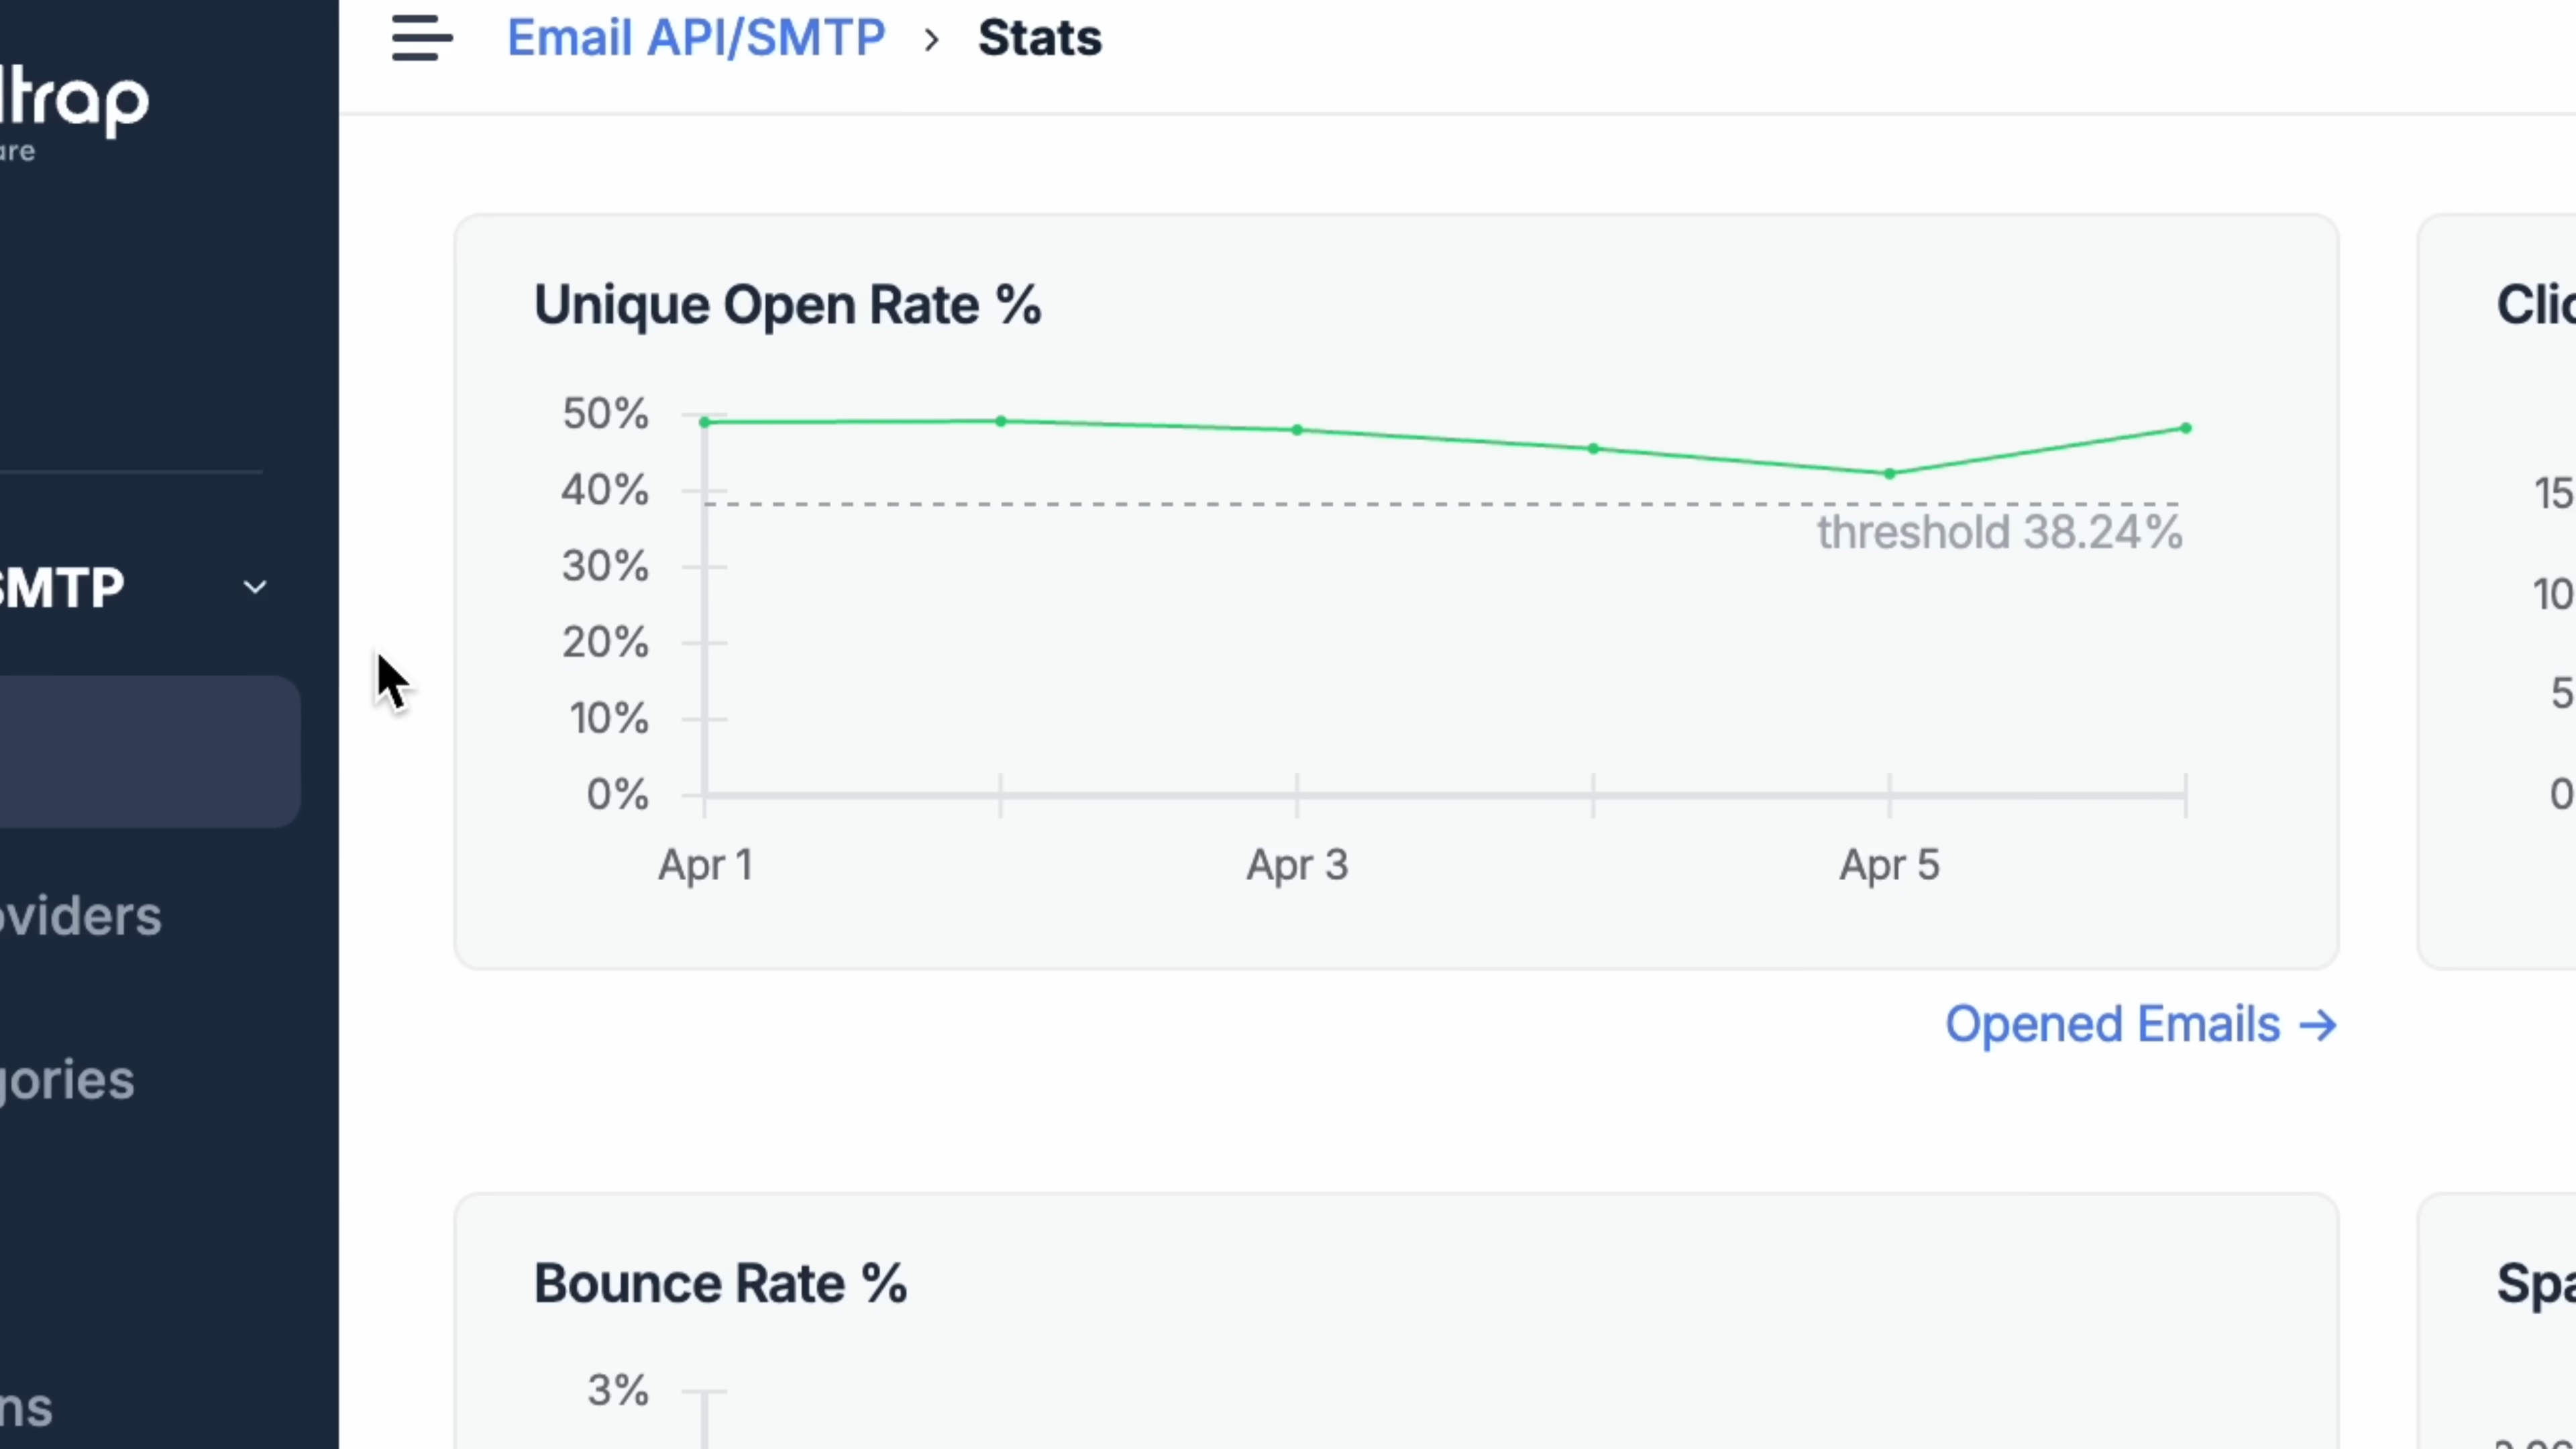 Email API/SMTP > Stats
ltrap
are
SMTP
oviders
gories
ns
Unique Open Rate %
50%
40%
30%
20%
10%
0%
threshold 38.24%
Apr 1
Apr 3
Apr 5
Opened Emails →
Clic
15
10
5
0
Bounce Rate %
3%
Spa